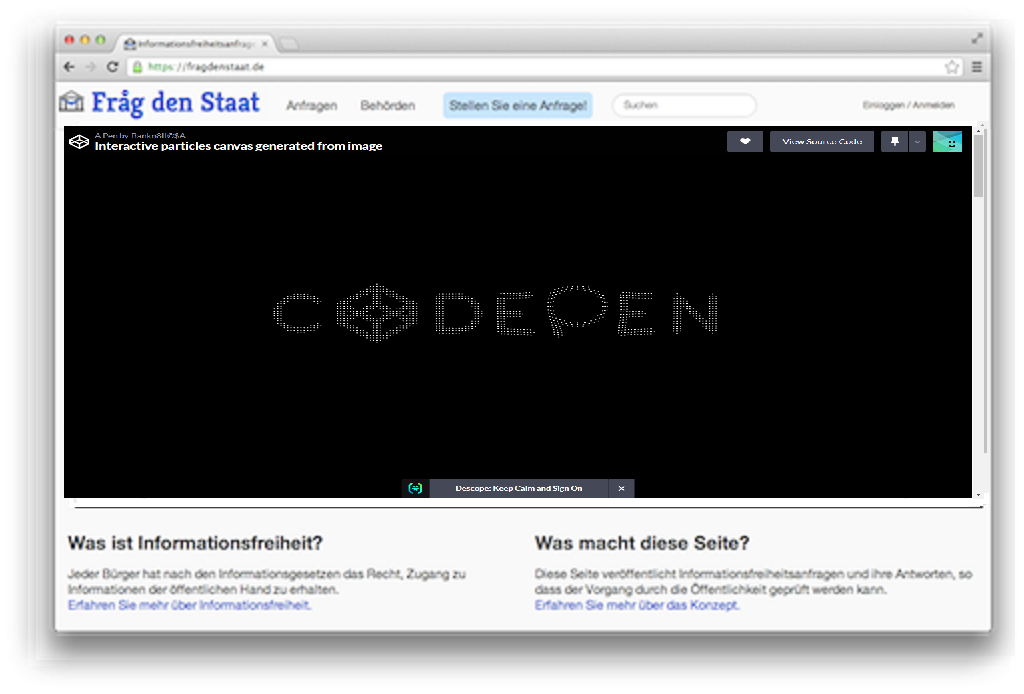 Informationsfreiheitsanfrag
https://fragdenstaat.de
Fråg den Staat
Anfragen
Behörden
Stellen Sie eine Anfrage!
Suchen
Einloggen / Anmelden
A Pen by
Interactive particles canvas generated from image
View Source Code
CODEPEN
Descope: Keep Calm and Sign On
Was ist Informationsfreiheit?
Jeder Bürger hat nach den Informationsgesetzen das Recht, Zugang zu
Informationen der öffentlichen Hand zu erhalten.
Erfahren Sie mehr über Informationsfreiheit.
Was macht diese Seite?
Diese Seite veröffentlicht Informationsfreiheitsanfragen und ihre Antworten, so
dass der Vorgang durch die Öffentlichkeit geprüft werden kann.
Erfahren Sie mehr über das Konzept.